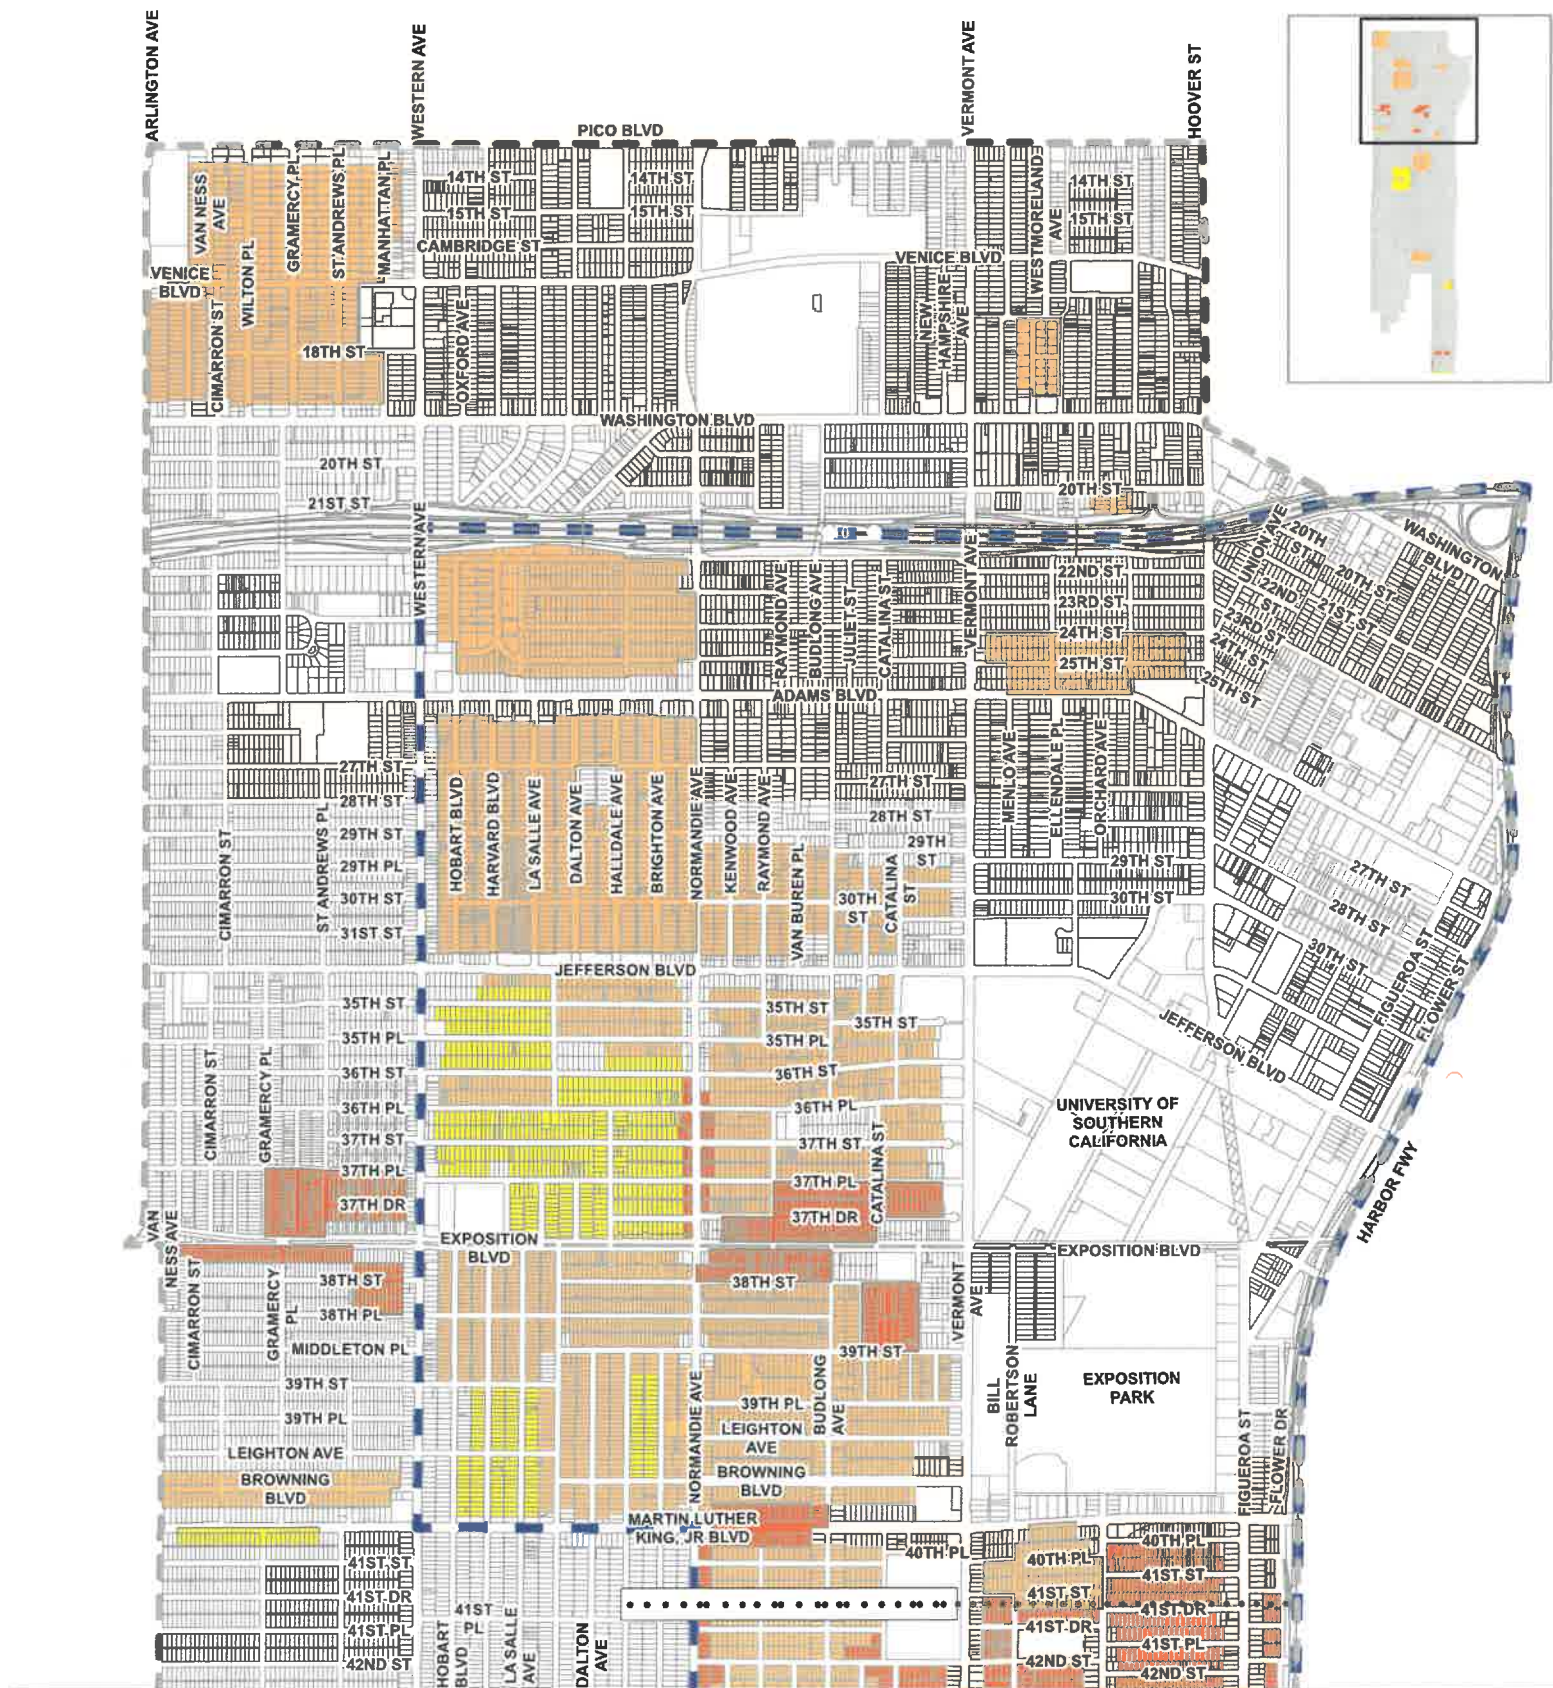 ARLINGTON AVE
WESTERN AVE
VERMONT AVE
HOOVER ST
PICO BLVD
VAN NESS
AVE
WILTON PL
GRAMERCY PL
ST ANDREWS PL
MANHATTAN PL
14TH ST
14TH ST
14TH ST
15TH ST
15TH ST
15TH ST
CAMBRIDGE ST
WESTMORELAND
AVE
VENICE
BLVD
VENICE BLVD
CIMARRON ST
18TH ST
OXFORD AVE
NEW
HAMPSHIRE
AVE
WASHINGTON BLVD
20TH ST
21ST ST
20TH ST
10
WESTERN AVE
VERMONT AVE
UNION AVE
20TH
ST
WASHINGTON
BLVD
20TH ST
21ST ST
22ND
ST
23RD ST
24TH ST
25TH ST
RAYMOND AVE
BUDLONG AVE
JULIET ST
CATALINA ST
22ND ST
23RD ST
24TH ST
25TH ST
ADAMS BLVD
27TH ST
28TH ST
29TH ST
29TH PL
30TH ST
31ST ST
CIMARRON ST
ST ANDREWS PL
HOBART BLVD
HARVARD BLVD
LA SALLE AVE
DALTON AVE
HALLDALE AVE
BRIGHTON AVE
NORMANDIE AVE
KENWOOD AVE
RAYMOND AVE
VAN BUREN PL
27TH ST
28TH ST
29TH
ST
30TH
ST
CATALINA
ST
MENLO AVE
ELLENDALE PL
ORCHARD AVE
29TH ST
30TH ST
27TH ST
28TH ST
30TH ST
FIGUEROA ST
FLOWER ST
JEFFERSON BLVD
JEFFERSON BLVD
35TH ST
35TH PL
36TH ST
36TH PL
37TH ST
37TH PL
37TH DR
CIMARRON ST
GRAMERCY PL
35TH ST
35TH ST
35TH PL
36TH ST
36TH PL
37TH ST
37TH PL
37TH DR
CATALINA ST
UNIVERSITY OF
SOUTHERN
CALIFORNIA
HARBOR FWY
VAN
NESS AVE
EXPOSITION
BLVD
EXPOSITION BLVD
CIMARRON ST
GRAMERCY
PL
38TH ST
38TH PL
MIDDLETON PL
39TH ST
39TH PL
LEIGHTON AVE
BROWNING
BLVD
38TH ST
39TH ST
VERMONT
AVE
BILL
ROBERTSON
LANE
EXPOSITION
PARK
NORMANDIE AVE
39TH PL
BUDLONG
AVE
LEIGHTON
AVE
BROWNING
BLVD
FIGUEROA ST
FLOWER DR
MARTIN LUTHER
KING, JR BLVD
40TH PL
40TH PL
40TH PL
41ST ST
41ST DR
41ST PL
42ND ST
41ST
PL
HOBART
BLVD
LA SALLE
AVE
DALTON
AVE
41ST ST
41ST DR
42ND ST
41ST ST
41ST DR
41ST PL
42ND ST